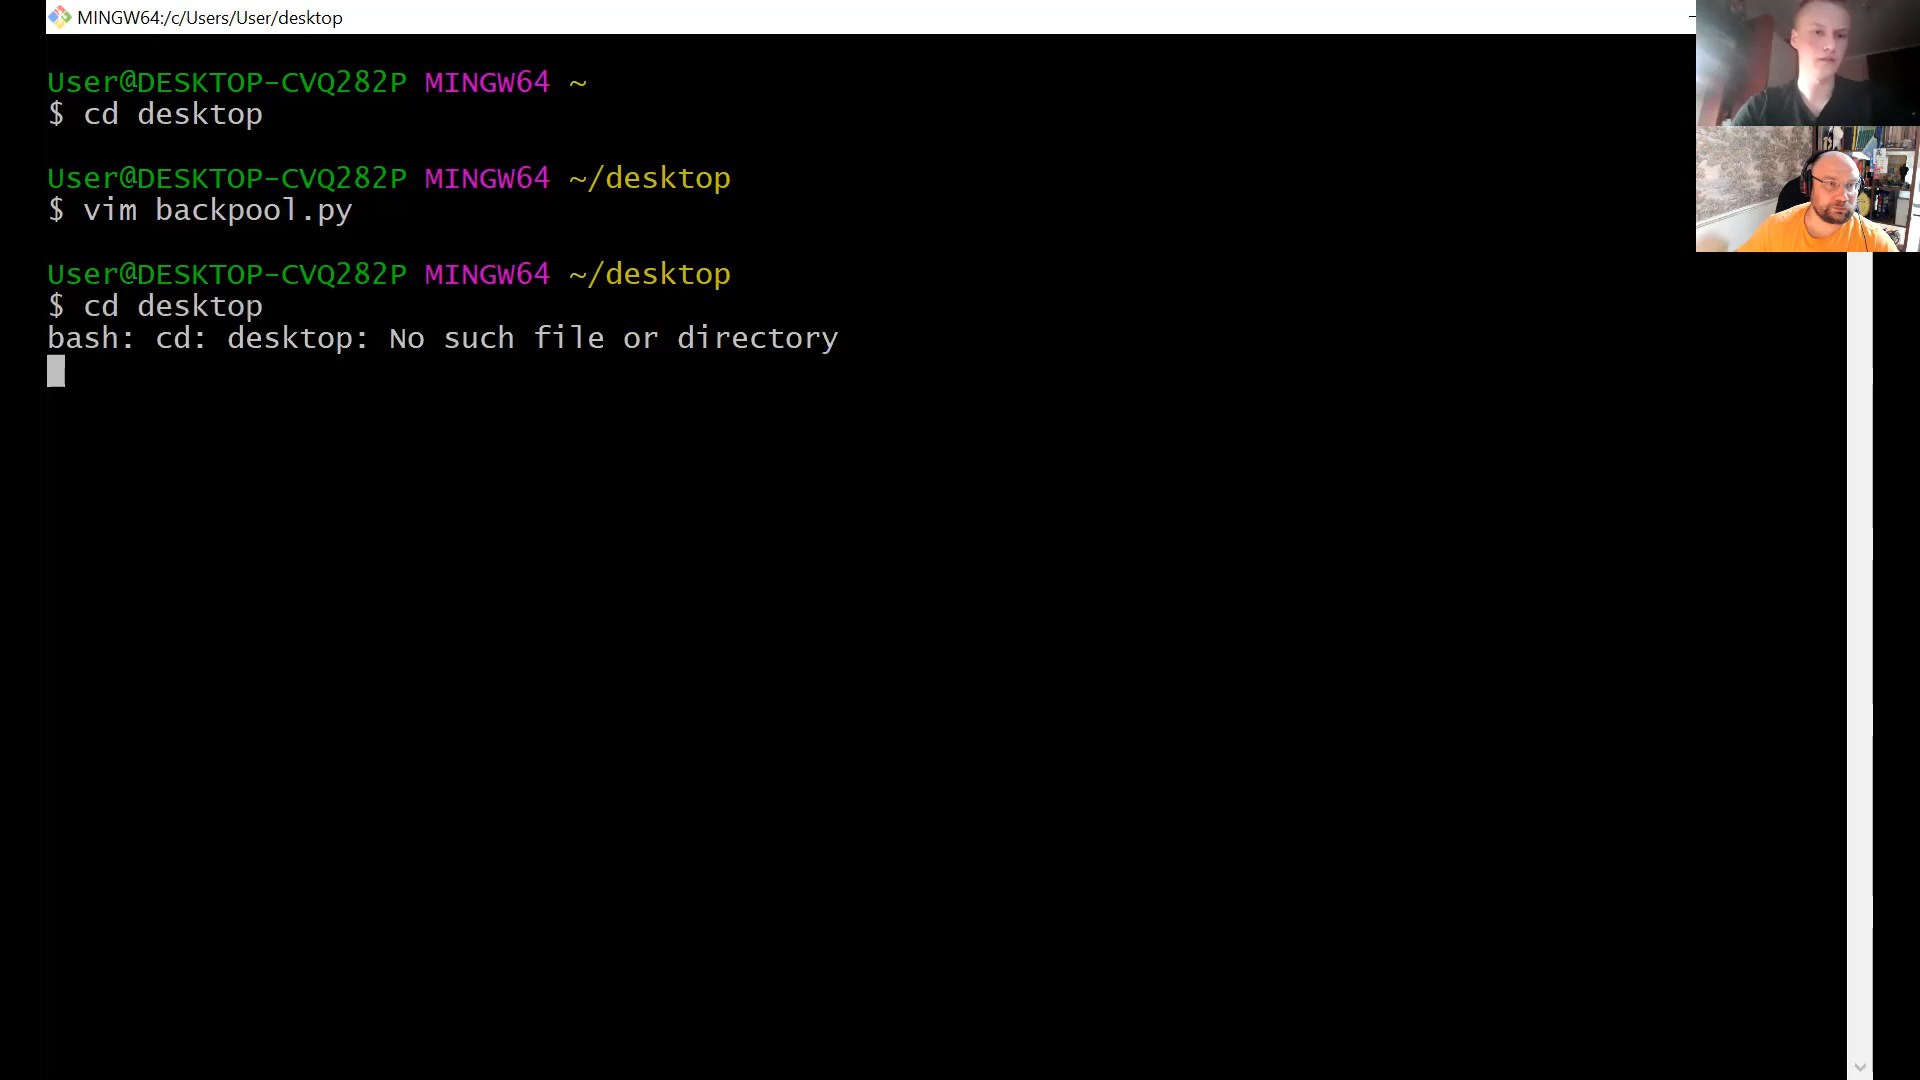 MINGW64:/c/Users/User/desktop
User@DESKTOP-CVQ282P MINGW64 ~
$ cd desktop
User@DESKTOP-CVQ282P MINGW64 ~/desktop
$ vim backpool.py
User@DESKTOP-CVQ282P MINGW64 ~/desktop
$ cd desktop
bash: cd: desktop: No such file or directory